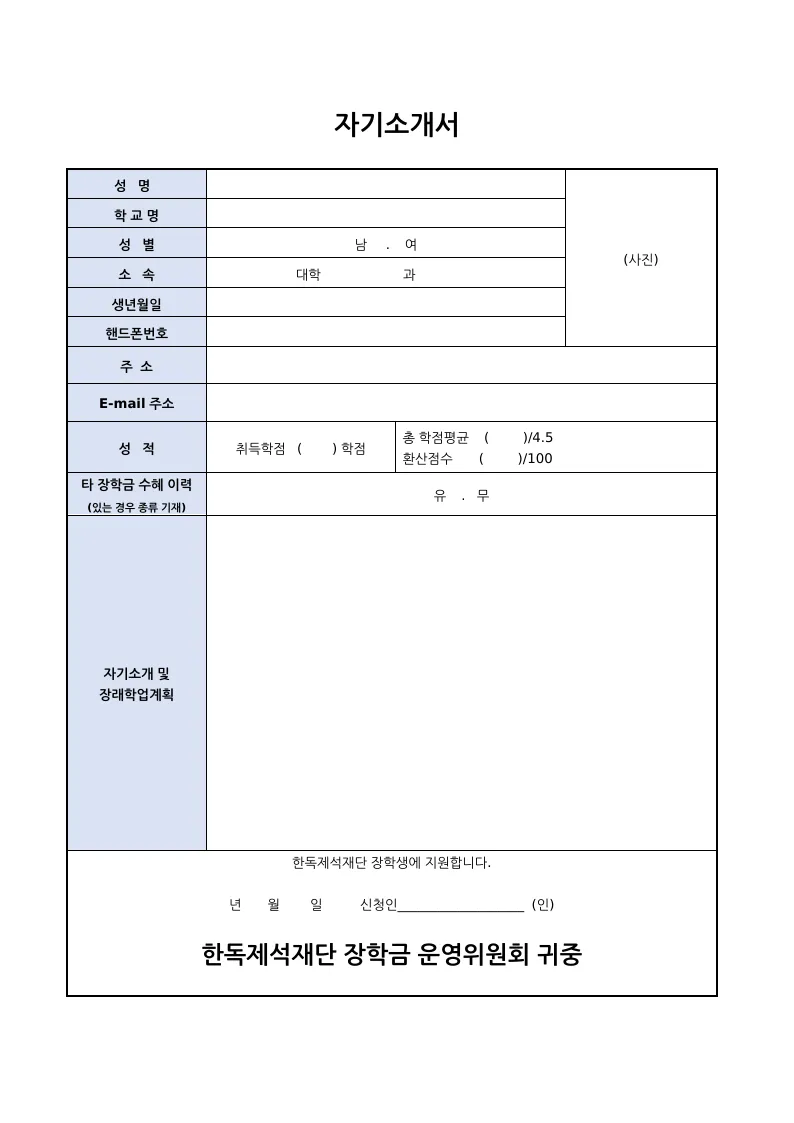 자기소개서
성 명
(사진)
학 교 명
성 별 남 . 여
소 속 대학 과
생년월일
핸드폰번호
주 소
E-mail 주소
성 적 취득학점 ( ) 학점
총 학점평균 ( )/4.5
환산점수 ( )/100
타 장학금 수혜 이력
(있는 경우 종류 기재)
유 . 무
자기소개 및
장래학업계획
한독제석재단 장학생에 지원합니다.
년 월 일 신청인__________________ (인)
한독제석재단 장학금 운영위원회 귀중